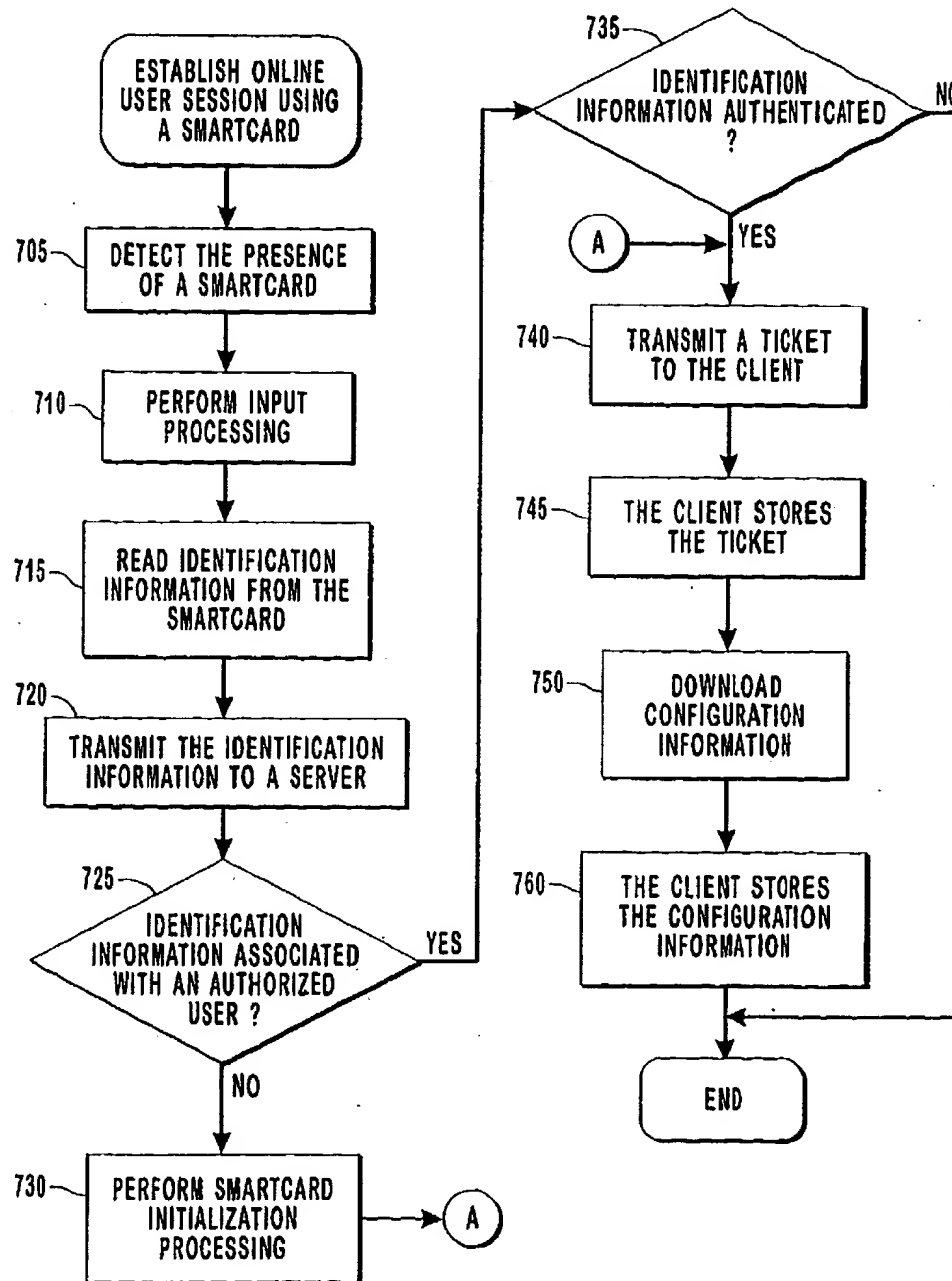 ESTABLISH ONLINE
USER SESSION USING
A SMARTCARD
705
DETECT THE PRESENCE
OF A SMARTCARD
710
PERFORM INPUT
PROCESSING
715
READ IDENTIFICATION
INFORMATION FROM THE
SMARTCARD
720
TRANSMIT THE IDENTIFICATION
INFORMATION TO A SERVER
725
IDENTIFICATION
INFORMATION ASSOCIATED
WITH AN AUTHORIZED
USER ?
YES
NO
730
PERFORM SMARTCARD
INITIALIZATION
PROCESSING
A
735
IDENTIFICATION
INFORMATION AUTHENTICATED
?
NO
A
YES
740
TRANSMIT A TICKET
TO THE CLIENT
745
THE CLIENT STORES
THE TICKET
750
DOWNLOAD
CONFIGURATION
INFORMATION
760
THE CLIENT STORES
THE CONFIGURATION
INFORMATION
END